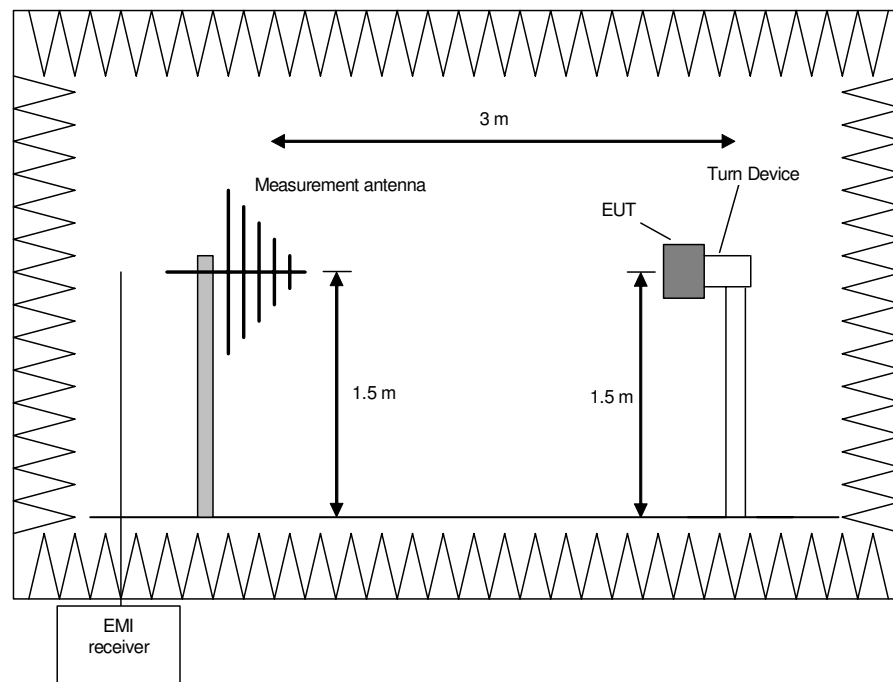 3 m
Measurement antenna
Turn Device
EUT
1.5 m
1.5 m
EMI
receiver